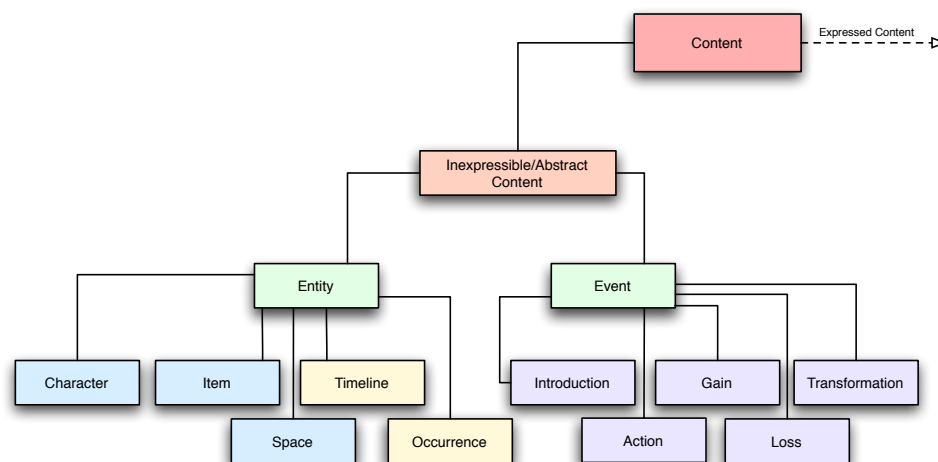 Expressed Content
Content
Inexpressible/Abstract
Content
Entity
Event
Character
Item
Timeline
Introduction
Gain
Transformation
Space
Occurrence
Action
Loss